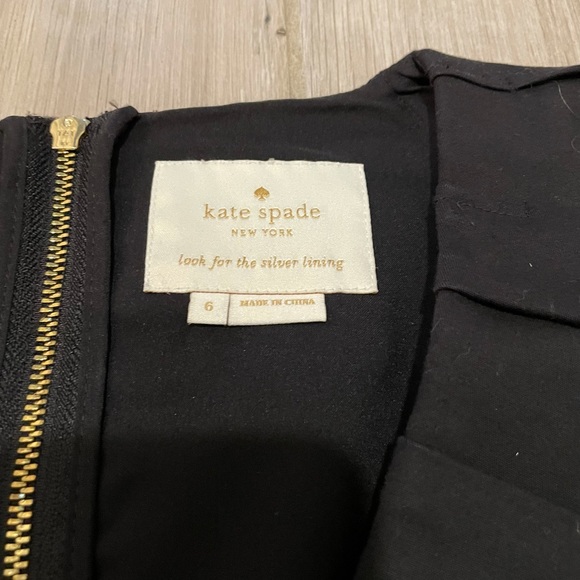 kate spade
NEW YORK
look for the silver lining
6
MADE IN CHINA